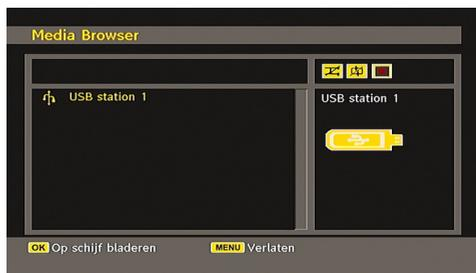 Media Browser
USB station 1
USB station 1
OK Op schijf bladeren MENU Verlaten